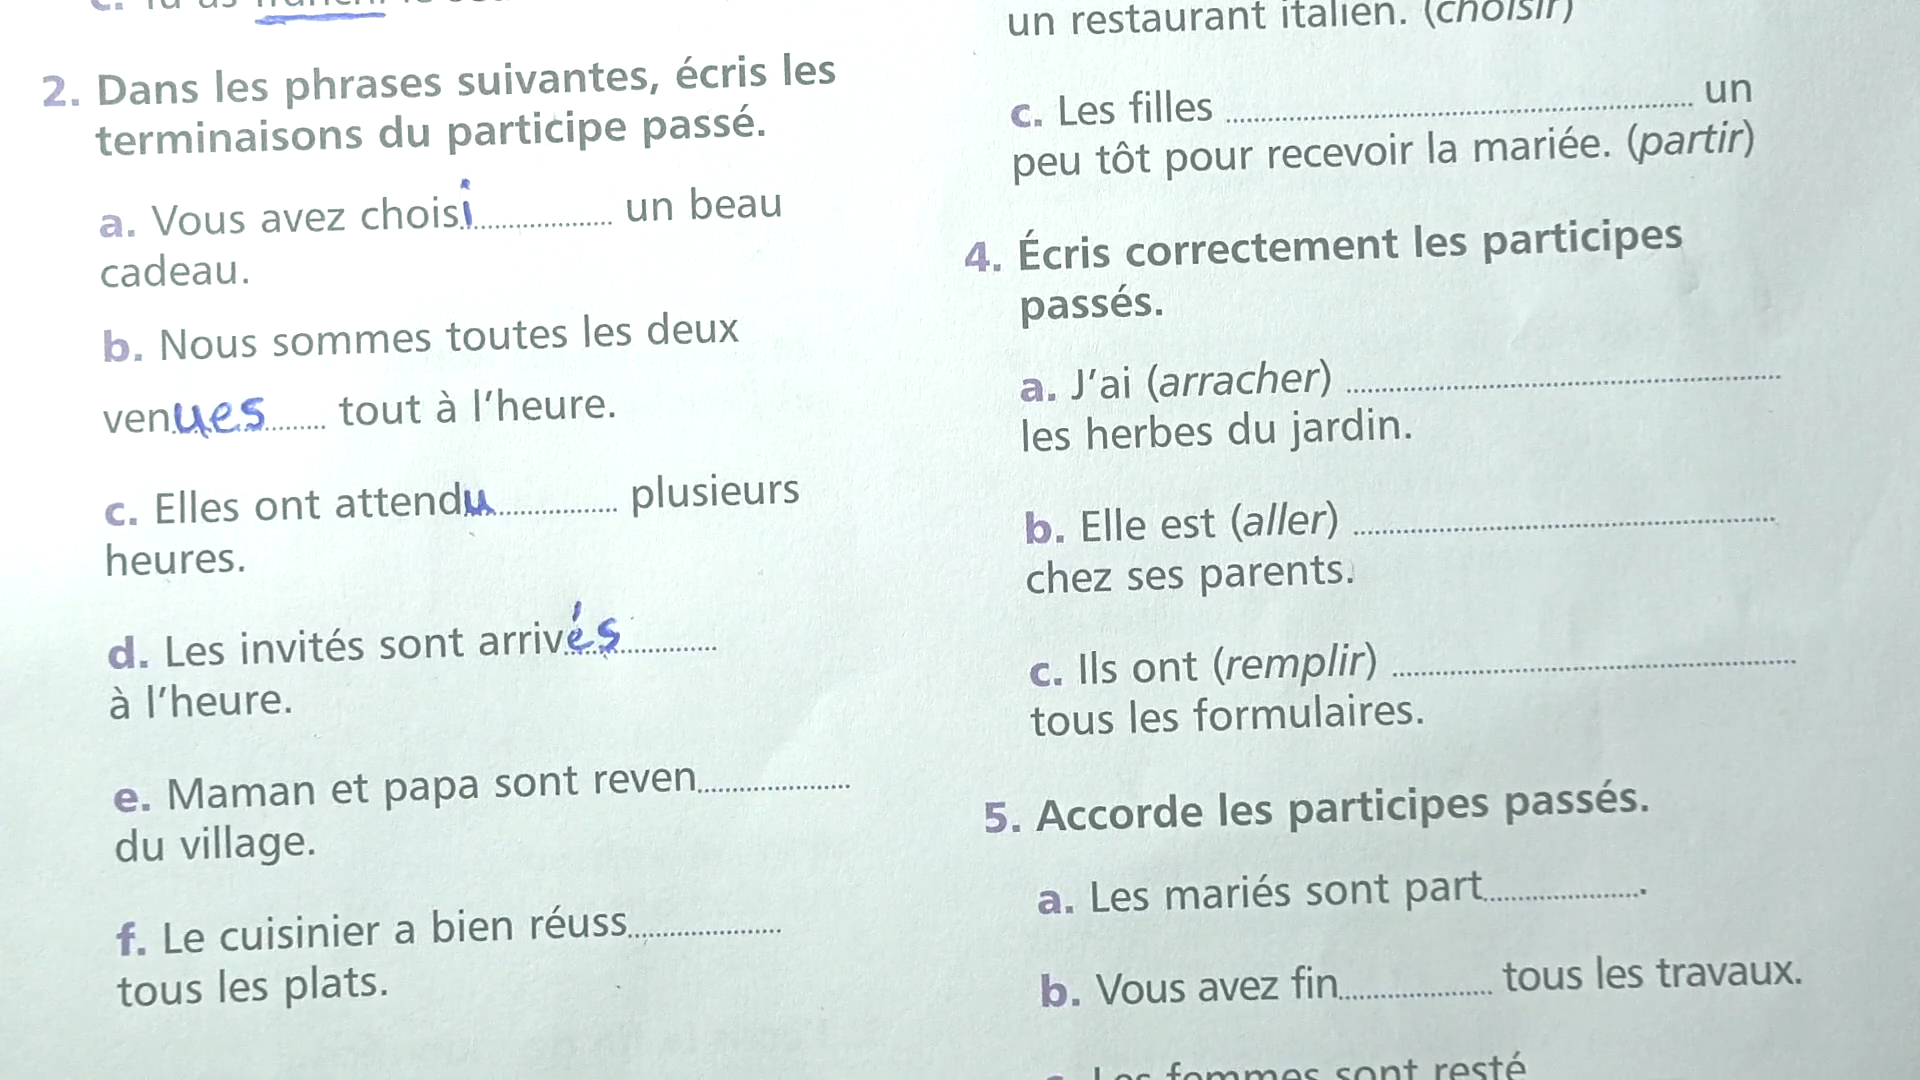 2. Dans les phrases suivantes, écris les
terminaisons du participe passé.
a. Vous avez choisi un beau
cadeau.
b. Nous sommes toutes les deux
venues tout à l'heure.
c. Elles ont attendu plusieurs
heures.
d. Les invités sont arrivés
à l'heure.
e. Maman et papa sont reven
du village.
f. Le cuisinier a bien réuss
tous les plats.
un restaurant italien. (choisir)
c. Les filles un
peu tôt pour recevoir la mariée. (partir)
4. Écris correctement les participes
passés.
a. J'ai (arracher)
les herbes du jardin.
b. Elle est (aller)
chez ses parents.
c. Ils ont (remplir)
tous les formulaires.
5. Accorde les participes passés.
a. Les mariés sont part.
b. Vous avez fin tous les travaux.
Les femmes sont resté